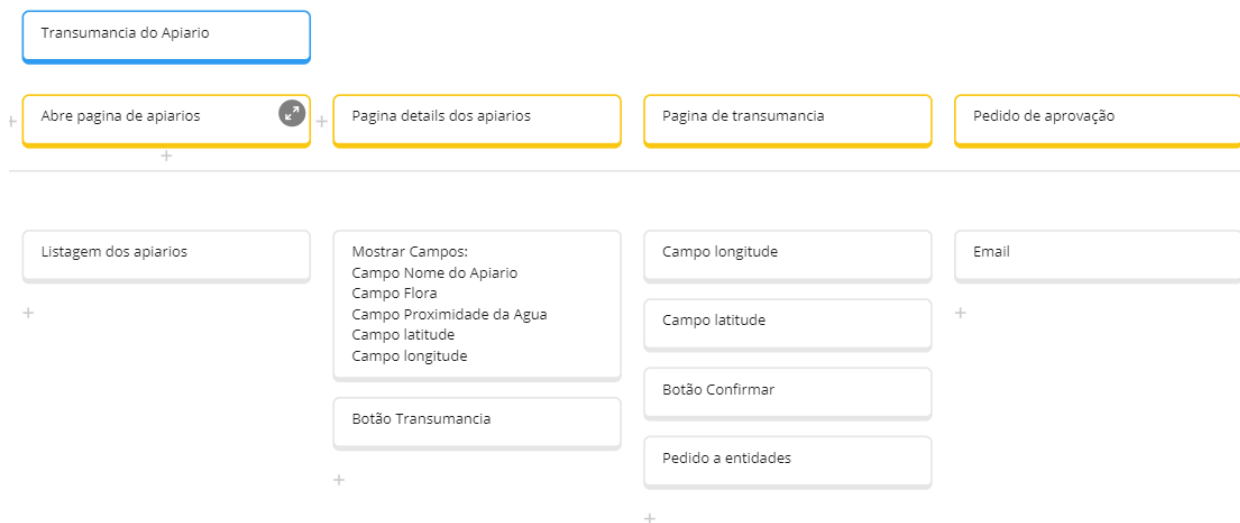 Transumancia do Apiario
Abre pagina de apiarios
Pagina details dos apiarios
Pagina de transumancia
Pedido de aprovação
Listagem dos apiarios
Mostrar Campos:
Campo Nome do Apiario
Campo Flora
Campo Proximidade da Agua
Campo latitude
Campo longitude
Botão Transumancia
Campo longitude
Campo latitude
Botão Confirmar
Pedido a entidades
Email